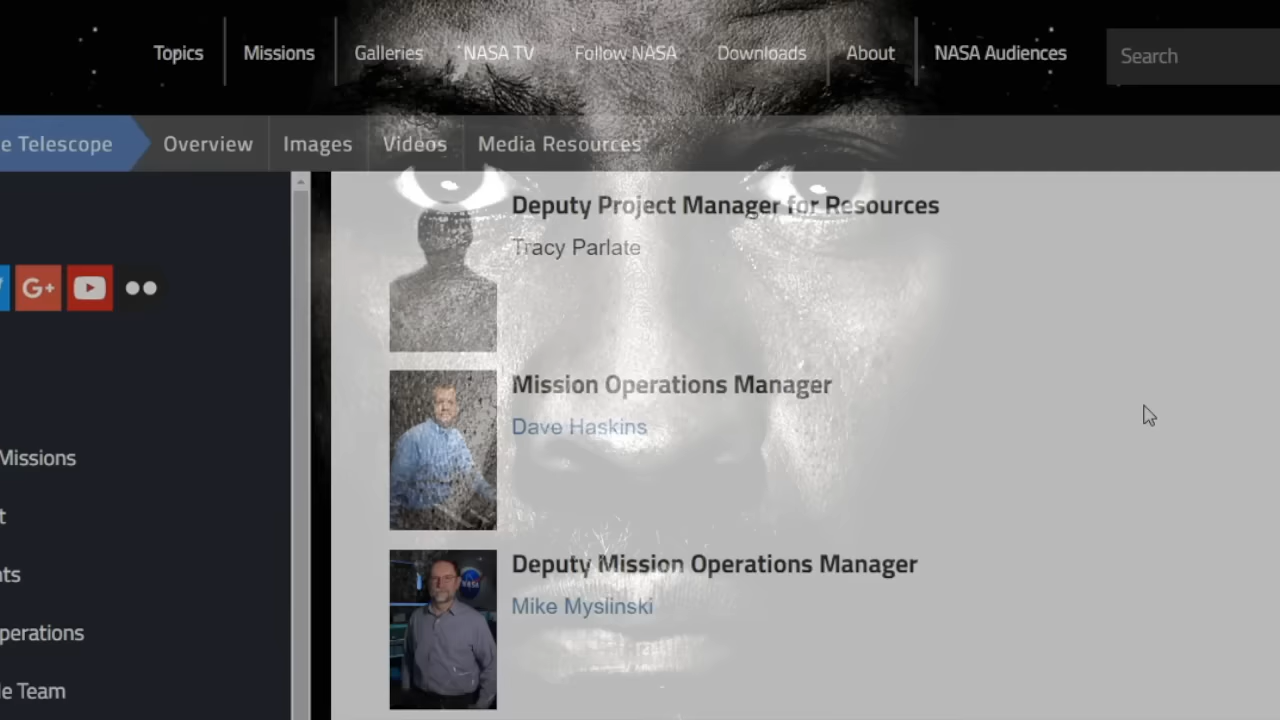 Topics Missions Galleries NASA TV Follow NASA Downloads About NASA Audiences Search
e Telescope Overview Images Videos Media Resources
Deputy Project Manager for Resources
Tracy Parlate
G+
Mission Operations Manager
Dave Haskins
Missions
t
nts
Deputy Mission Operations Manager
Mike Myslinski
perations
le Team